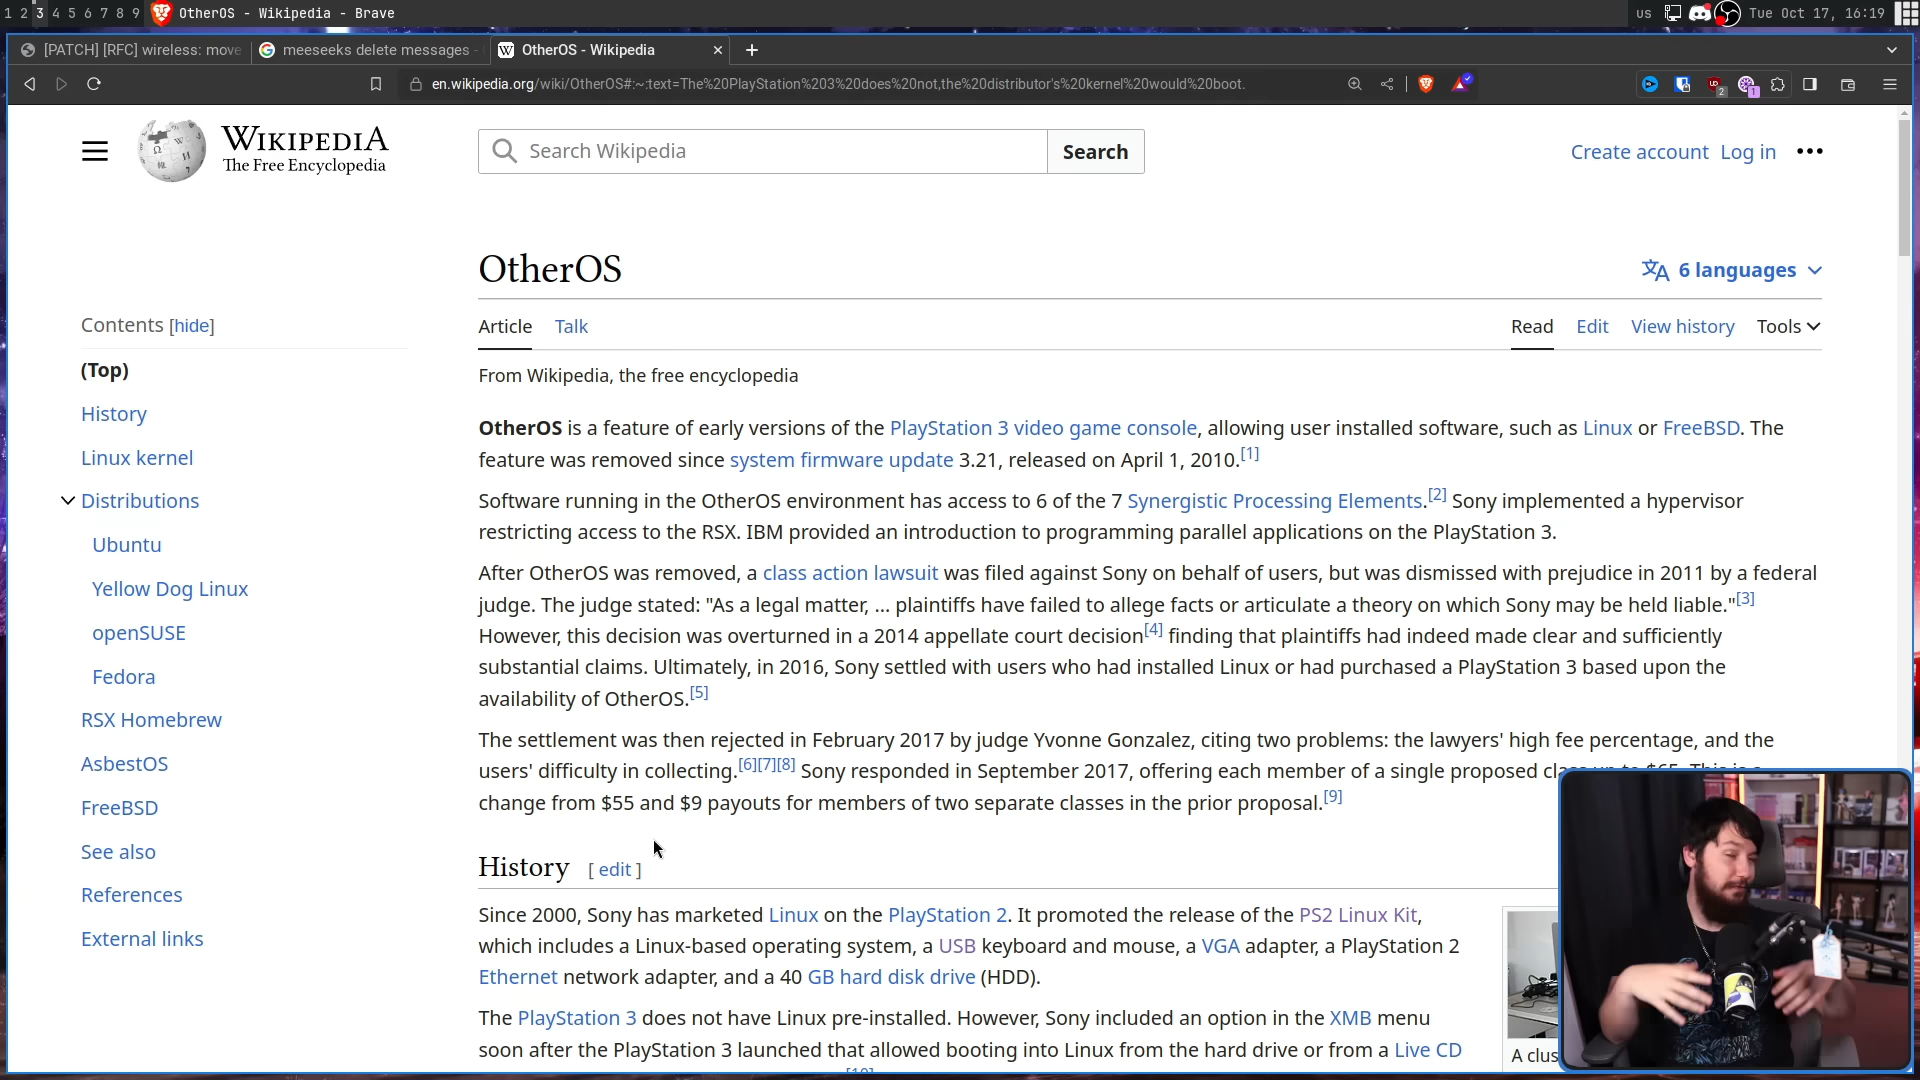 1 2 3 4 5 6 7 8 9 OtherOS - Wikipedia - Brave us Tue Oct 17, 16:19
[PATCH] [RFC] wireless: move meeseeks delete messages - OtherOS - Wikipedia
en.wikipedia.org/wiki/OtherOS#:~:text=The%20PlayStation%203%20does%20not,the%20distributor's%20kernel%20would%20boot.
WIKIPEDIA
The Free Encyclopedia
Search Wikipedia
Search
Create account Log in
OtherOS
6 languages
Contents [hide]
(Top)
History
Linux kernel
Distributions
Ubuntu
Yellow Dog Linux
openSUSE
Fedora
RSX Homebrew
AsbestOS
FreeBSD
See also
References
External links
Article Talk
Read Edit View history Tools
From Wikipedia, the free encyclopedia
OtherOS is a feature of early versions of the PlayStation 3 video game console, allowing user installed software, such as Linux or FreeBSD. The
feature was removed since system firmware update 3.21, released on April 1, 2010.[1]
Software running in the OtherOS environment has access to 6 of the 7 Synergistic Processing Elements.[2] Sony implemented a hypervisor
restricting access to the RSX. IBM provided an introduction to programming parallel applications on the PlayStation 3.
After OtherOS was removed, a class action lawsuit was filed against Sony on behalf of users, but was dismissed with prejudice in 2011 by a federal
judge. The judge stated: "As a legal matter, ... plaintiffs have failed to allege facts or articulate a theory on which Sony may be held liable."[3]
However, this decision was overturned in a 2014 appellate court decision[4] finding that plaintiffs had indeed made clear and sufficiently
substantial claims. Ultimately, in 2016, Sony settled with users who had installed Linux or had purchased a PlayStation 3 based upon the
availability of OtherOS.[5]
The settlement was then rejected in February 2017 by judge Yvonne Gonzalez, citing two problems: the lawyers' high fee percentage, and the
users' difficulty in collecting.[6][7][8] Sony responded in September 2017, offering each member of a single proposed class up to $65. This is a
change from $55 and $9 payouts for members of two separate classes in the prior proposal.[9]
History [ edit ]
Since 2000, Sony has marketed Linux on the PlayStation 2. It promoted the release of the PS2 Linux Kit,
which includes a Linux-based operating system, a USB keyboard and mouse, a VGA adapter, a PlayStation 2
Ethernet network adapter, and a 40 GB hard disk drive (HDD).
The PlayStation 3 does not have Linux pre-installed. However, Sony included an option in the XMB menu
soon after the PlayStation 3 launched that allowed booting into Linux from the hard drive or from a Live CD
A clus